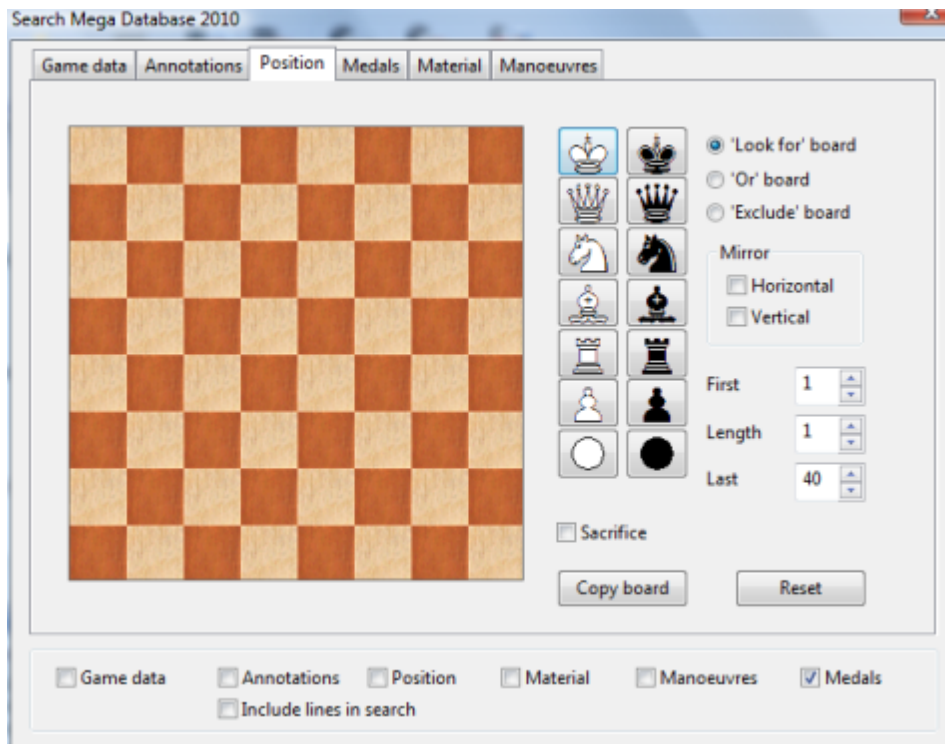 Search Mega Database 2010
Game data Annotations Position Medals Material Manoeuvres
'Look for' board
'Or' board
'Exclude' board
Mirror
Horizontal
Vertical
First 1
Length 1
Last 40
Sacrifice
Copy board Reset
Game data Annotations Position Material Manoeuvres Medals
Include lines in search